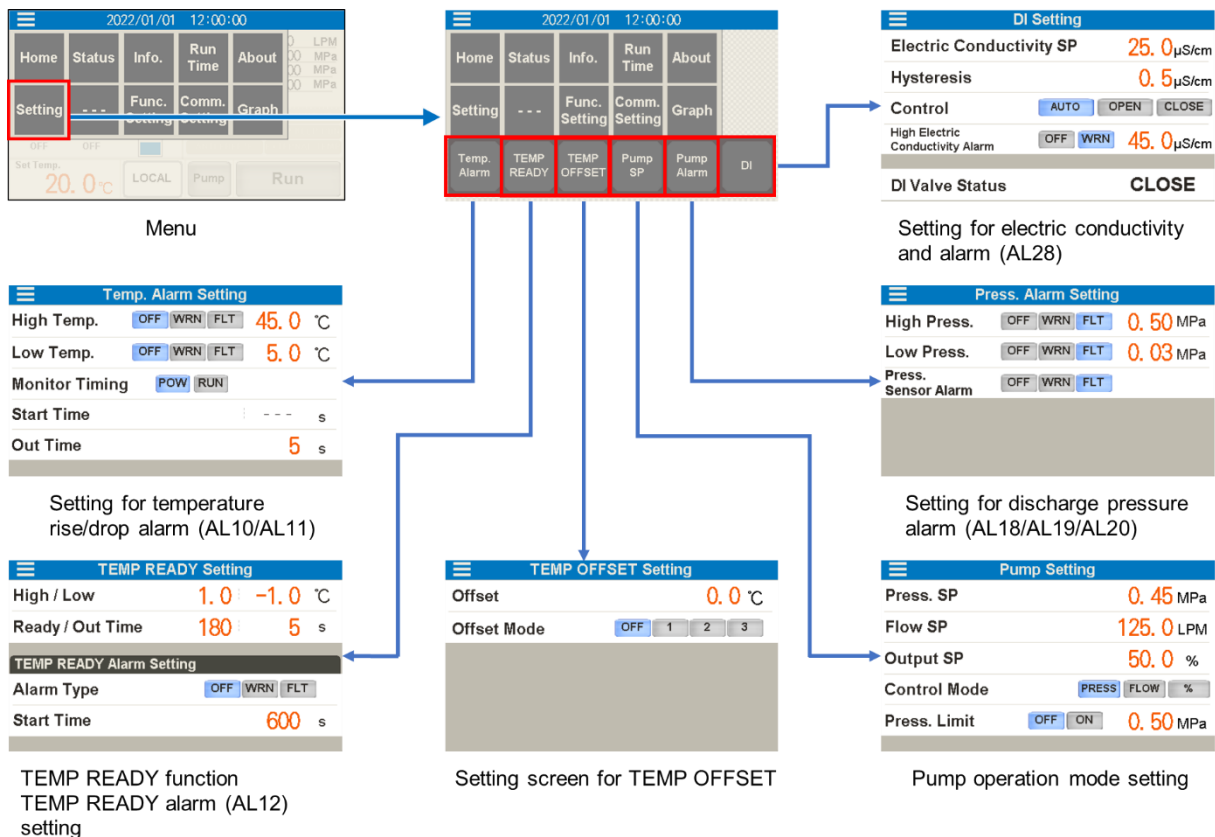 2022/01/01 12:00:00
LPM
MPa
MPa
MPa
Home Status Info. Run Time About
Setting - - - Func. Setting Comm. Setting Graph
OFF OFF
Set Temp.
20.0 ℃ LOCAL Pump Run
Menu
2022/01/01 12:00:00
Home Status Info. Run Time About
Setting - - - Func. Setting Comm. Setting Graph
Temp. Alarm TEMP READY TEMP OFFSET Pump SP Pump Alarm DI
DI Setting
Electric Conductivity SP 25.0 µS/cm
Hysteresis 0.5 µS/cm
Control AUTO OPEN CLOSE
High Electric
Conductivity Alarm OFF WRN 45.0 µS/cm
DI Valve Status CLOSE
Setting for electric conductivity
and alarm (AL28)
Temp. Alarm Setting
High Temp. OFF WRN FLT 45.0 ℃
Low Temp. OFF WRN FLT 5.0 ℃
Monitor Timing POW RUN
Start Time - - - s
Out Time 5 s
Setting for temperature
rise/drop alarm (AL10/AL11)
Press. Alarm Setting
High Press. OFF WRN FLT 0.50 MPa
Low Press. OFF WRN FLT 0.03 MPa
Press.
Sensor Alarm OFF WRN FLT
Setting for discharge pressure
alarm (AL18/AL19/AL20)
TEMP READY Setting
High / Low 1.0 -1.0 ℃
Ready / Out Time 180 5 s
TEMP READY Alarm Setting
Alarm Type OFF WRN FLT
Start Time 600 s
TEMP READY function
TEMP READY alarm (AL12)
setting
TEMP OFFSET Setting
Offset 0.0 ℃
Offset Mode OFF 1 2 3
Setting screen for TEMP OFFSET
Pump Setting
Press. SP 0.45 MPa
Flow SP 125.0 LPM
Output SP 50.0 %
Control Mode PRESS FLOW %
Press. Limit OFF ON 0.50 MPa
Pump operation mode setting